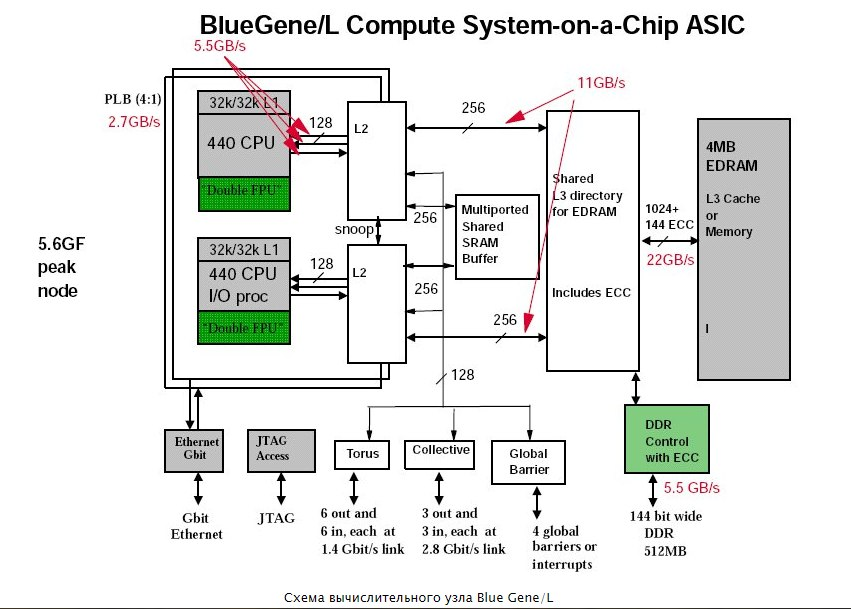 BlueGene/L Compute System-on-a-Chip ASIC
5.5GB/s
11GB/s
PLB (4:1)
2.7GB/s
32k/32k L1
440 CPU
"Double FPU"
128
L2
256
256
snoop
32k/32k L1
440 CPU
I/O proc
"Double FPU"
128
L2
256
256
128
Multiported
Shared
SRAM
Buffer
Shared
L3 directory
for EDRAM
Includes ECC
1024+
144 ECC
22GB/s
4MB
EDRAM
L3 Cache
or
Memory
l
5.6GF
peak
node
Ethernet
Gbit
JTAG
Access
Torus
Collective
Global
Barrier
DDR
Control
with ECC
5.5 GB/s
Gbit
Ethernet
JTAG
6 out and
6 in, each at
1.4 Gbit/s link
3 out and
3 in, each at
2.8 Gbit/s link
4 global
barriers or
interrupts
144 bit wide
DDR
512MB
Схема вычислительного узла Blue Gene/L